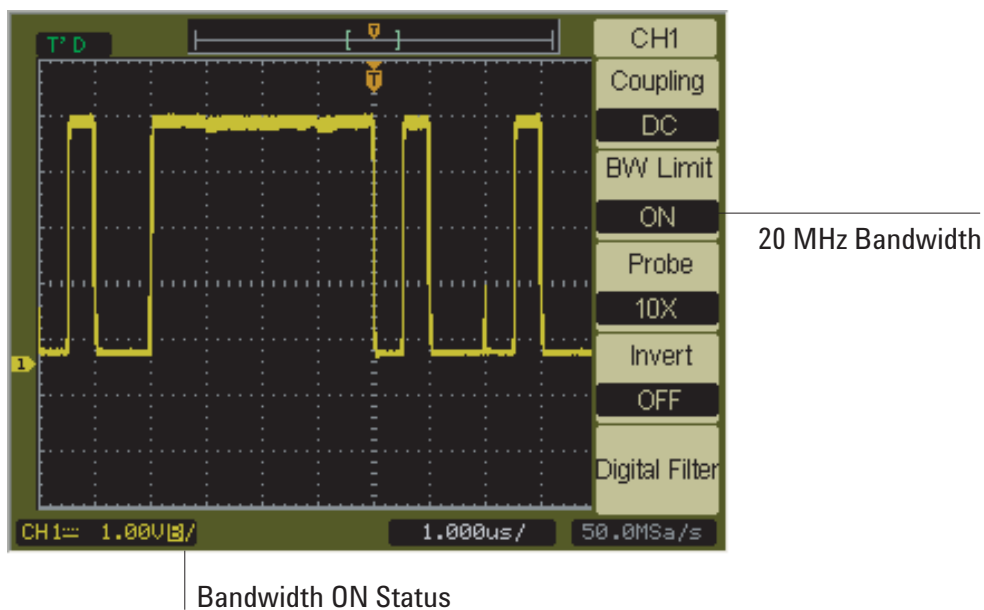 T'D
T
T
CH1
Coupling
DC
BW Limit
ON
20 MHz Bandwidth
Probe
10X
Invert
1
OFF
Digital Filter
CH1 1.00V B/
1.000us/
50.0MSa/s
Bandwidth ON Status